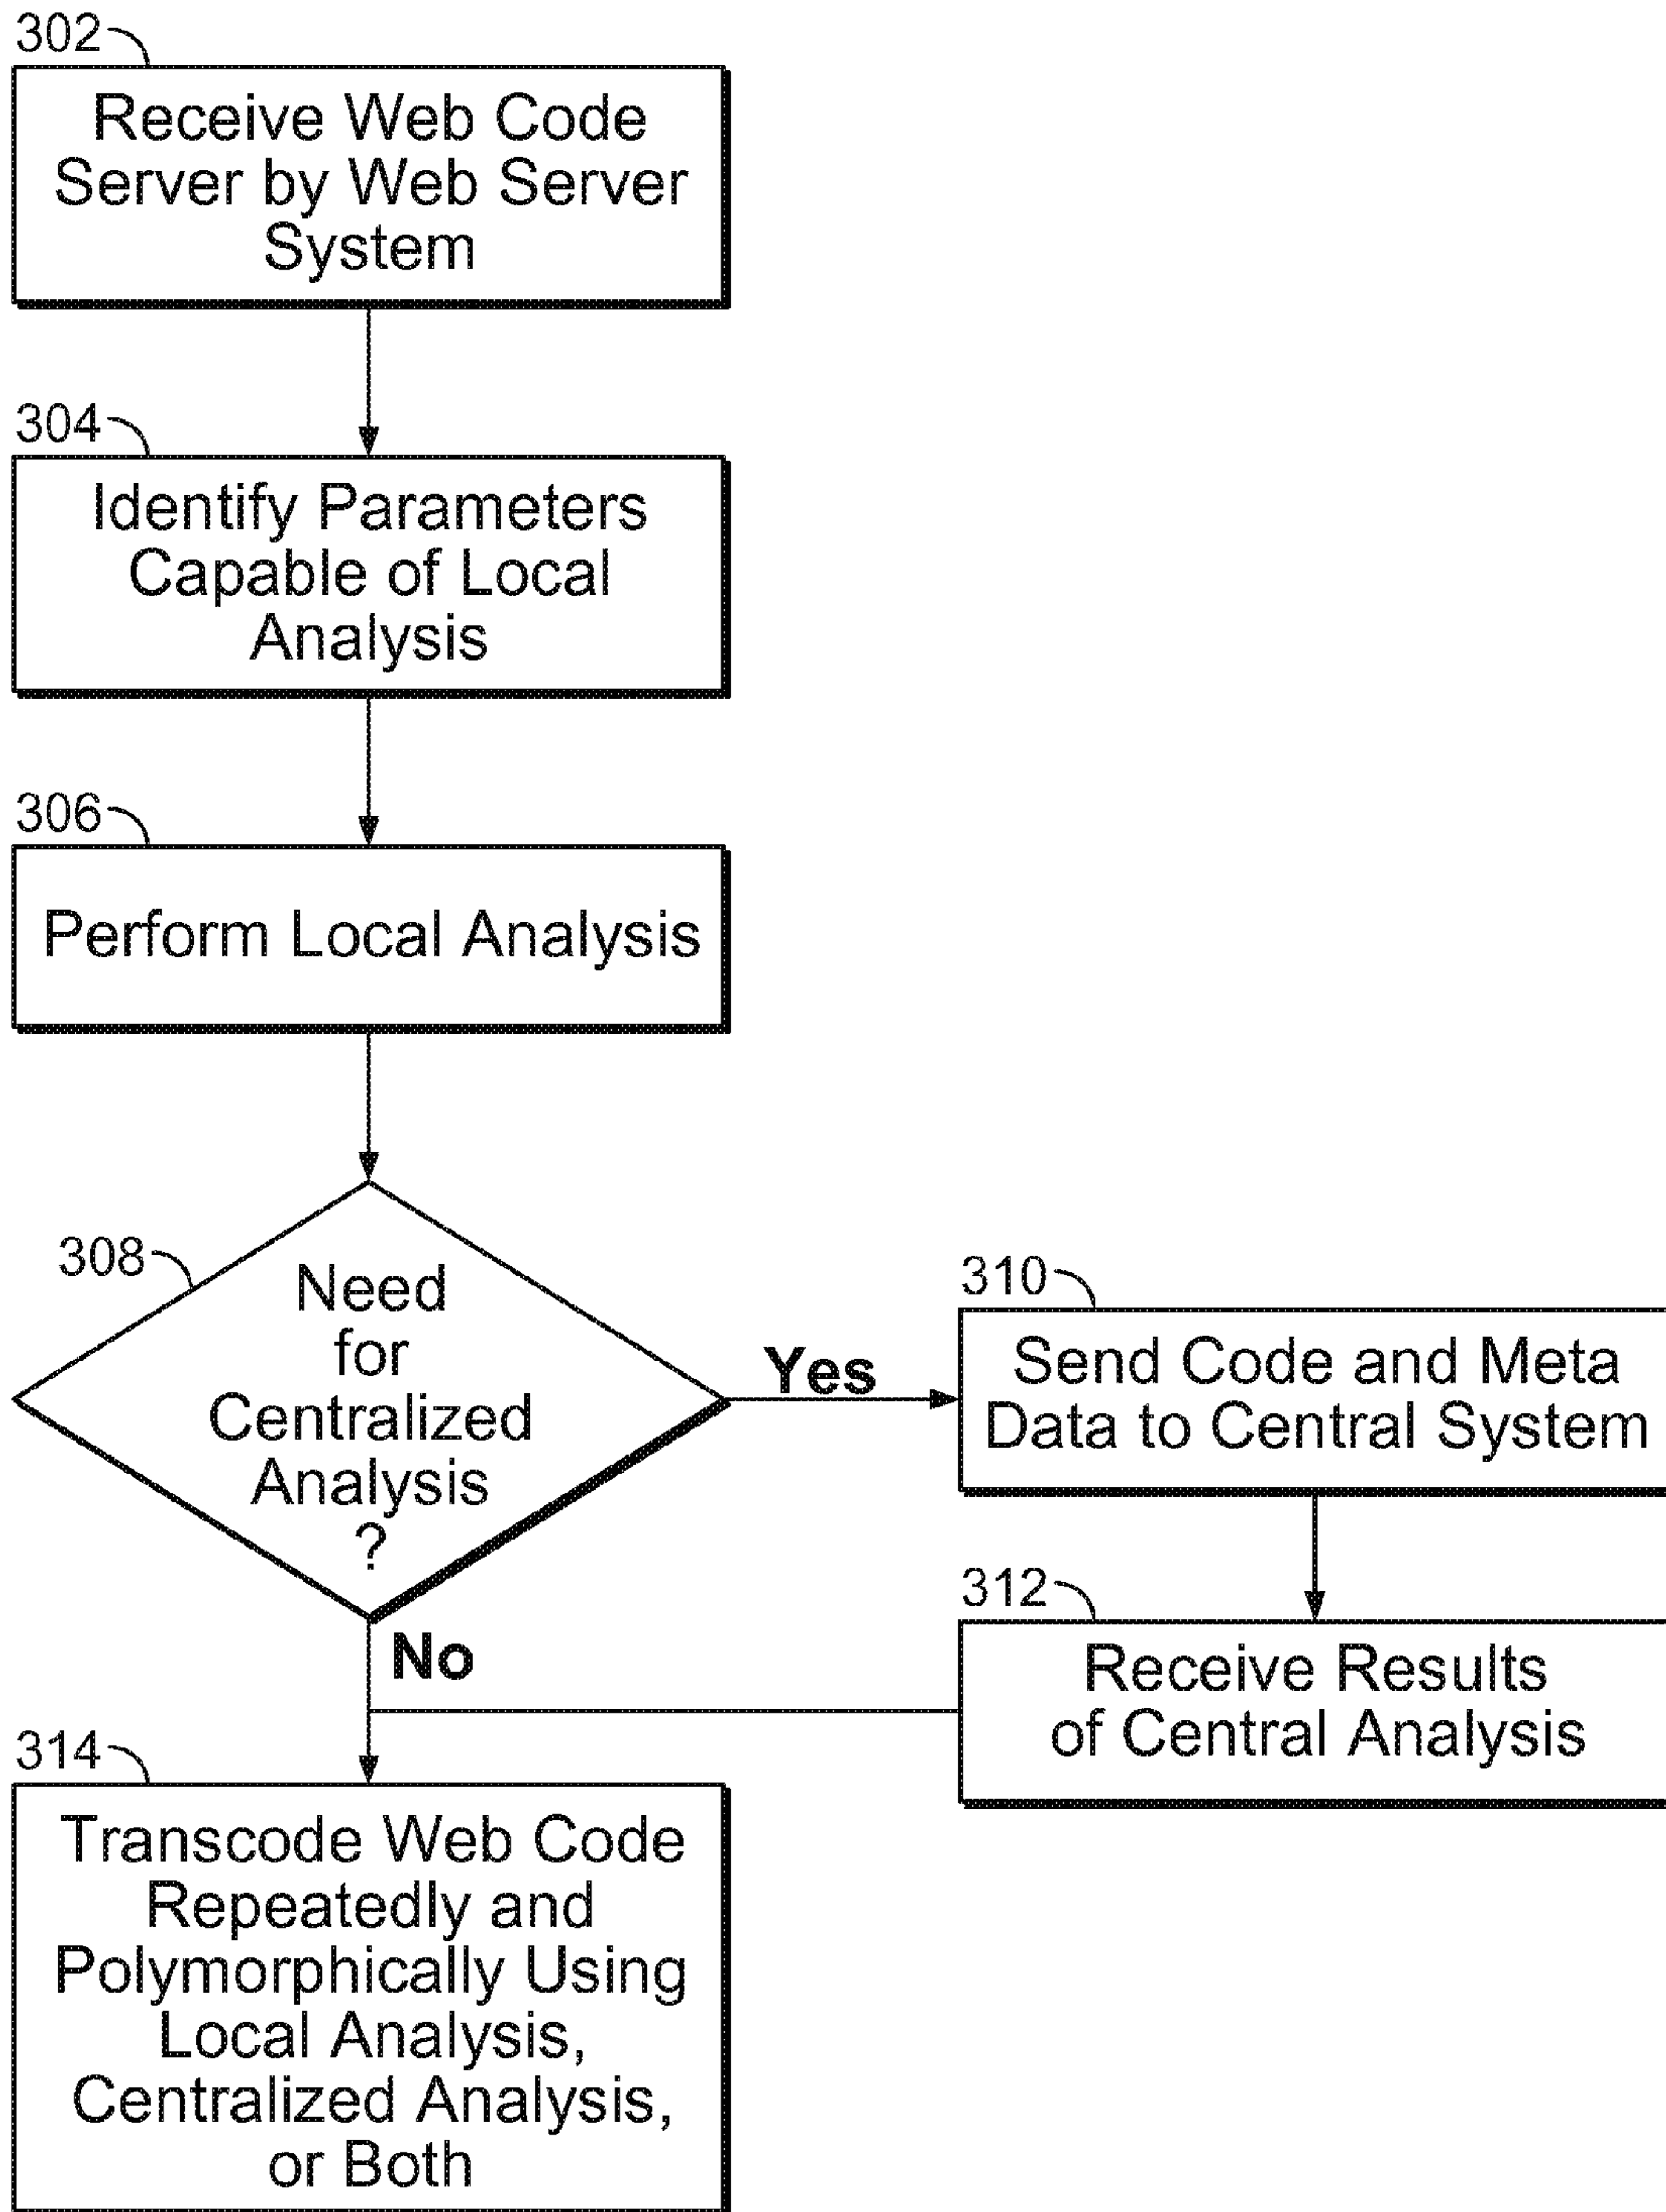 302
Receive Web Code
Server by Web Server
System
304
Identify Parameters
Capable of Local
Analysis
306
Perform Local Analysis
308
Need
for
Centralized
Analysis
?
Yes
No
310
Send Code and Meta
Data to Central System
312
Receive Results
of Central Analysis
314
Transcode Web Code
Repeatedly and
Polymorphically Using
Local Analysis,
Centralized Analysis,
or Both